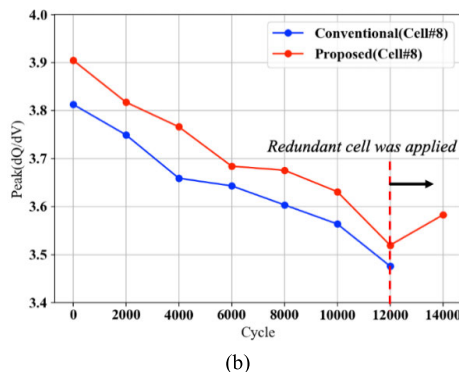 4.0
3.9
3.8
3.7
3.6
3.5
3.4
Peak(dQ/dV)
Conventional(Cell#8)
Proposed(Cell#8)
Redundant cell was applied
0 2000 4000 6000 8000 10000 12000 14000
Cycle
(b)